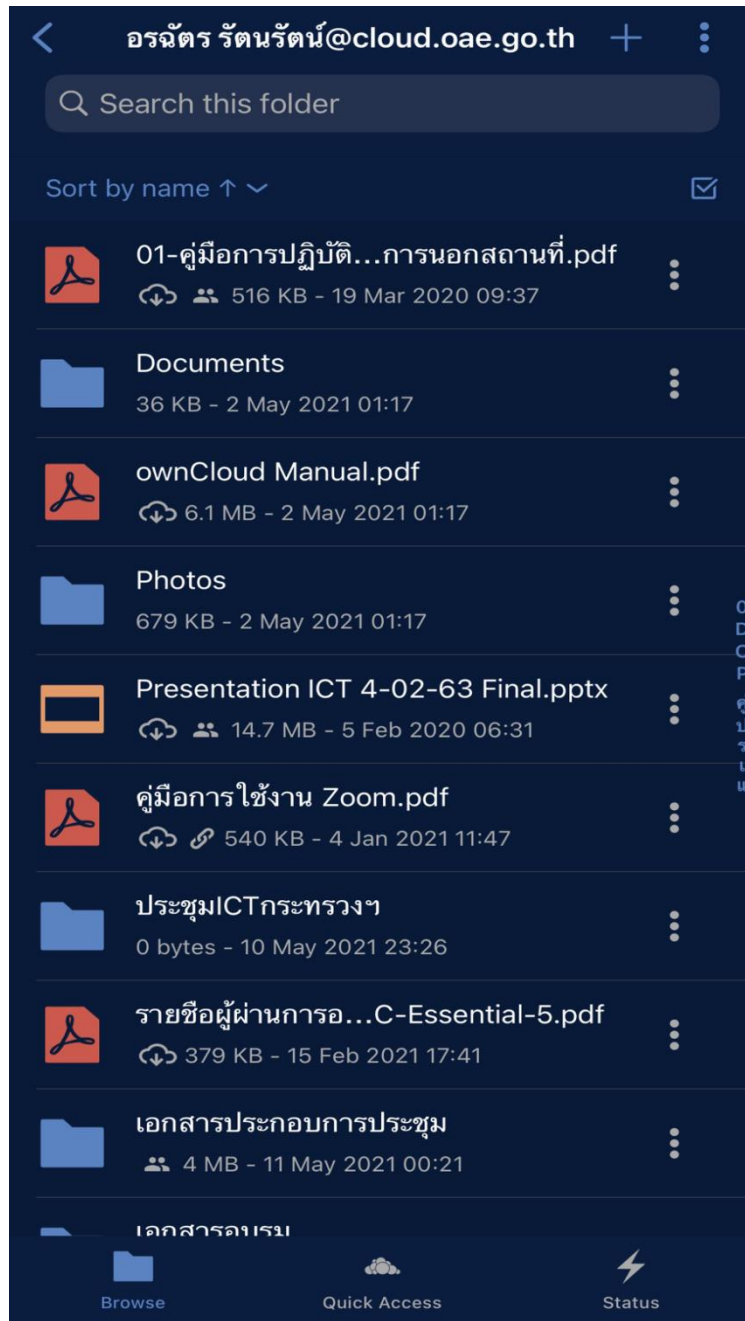 อรฉัตร รัตนรัตน์@cloud.oae.go.th
Search this folder
Sort by name ↑
01-คู่มือการปฏิบัติ...การนอกสถานที่.pdf
516 KB - 19 Mar 2020 09:37
Documents
36 KB - 2 May 2021 01:17
ownCloud Manual.pdf
6.1 MB - 2 May 2021 01:17
Photos
679 KB - 2 May 2021 01:17
Presentation ICT 4-02-63 Final.pptx
14.7 MB - 5 Feb 2020 06:31
คู่มือการใช้งาน Zoom.pdf
540 KB - 4 Jan 2021 11:47
ประชุมICTกระทรวงฯ
0 bytes - 10 May 2021 23:26
รายชื่อผู้ผ่านการอ...C-Essential-5.pdf
379 KB - 15 Feb 2021 17:41
เอกสารประกอบการประชุม
4 MB - 11 May 2021 00:21
เอกสารอบรม
Browse
Quick Access
Status